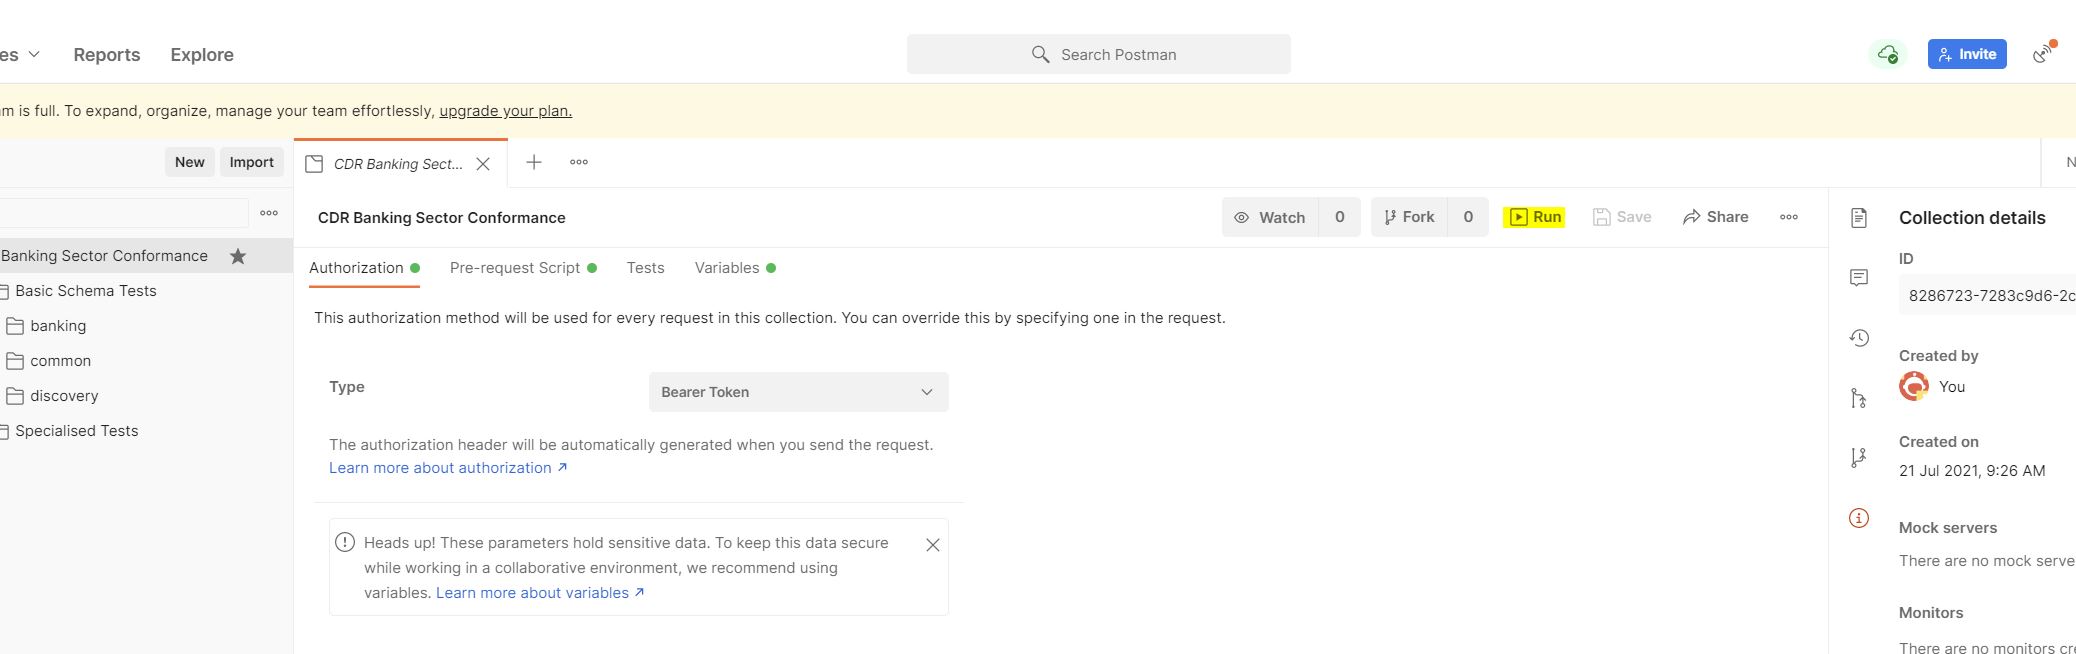 es Reports Explore Search Postman Invite
m is full. To expand, organize, manage your team effortlessly, upgrade your plan.
New Import CDR Banking Sect... N
CDR Banking Sector Conformance Watch 0 Fork 0 Run Save Share Collection details
Banking Sector Conformance
Basic Schema Tests
banking
common
discovery
Specialised Tests
Authorization Pre-request Script Tests Variables
This authorization method will be used for every request in this collection. You can override this by specifying one in the request.
Type Bearer Token
The authorization header will be automatically generated when you send the request.
Learn more about authorization ↗
Heads up! These parameters hold sensitive data. To keep this data secure
while working in a collaborative environment, we recommend using
variables. Learn more about variables ↗
ID
8286723-7283c9d6-2c
Created by
You
Created on
21 Jul 2021, 9:26 AM
Mock servers
There are no mock serve
Monitors
There are no monitors cre